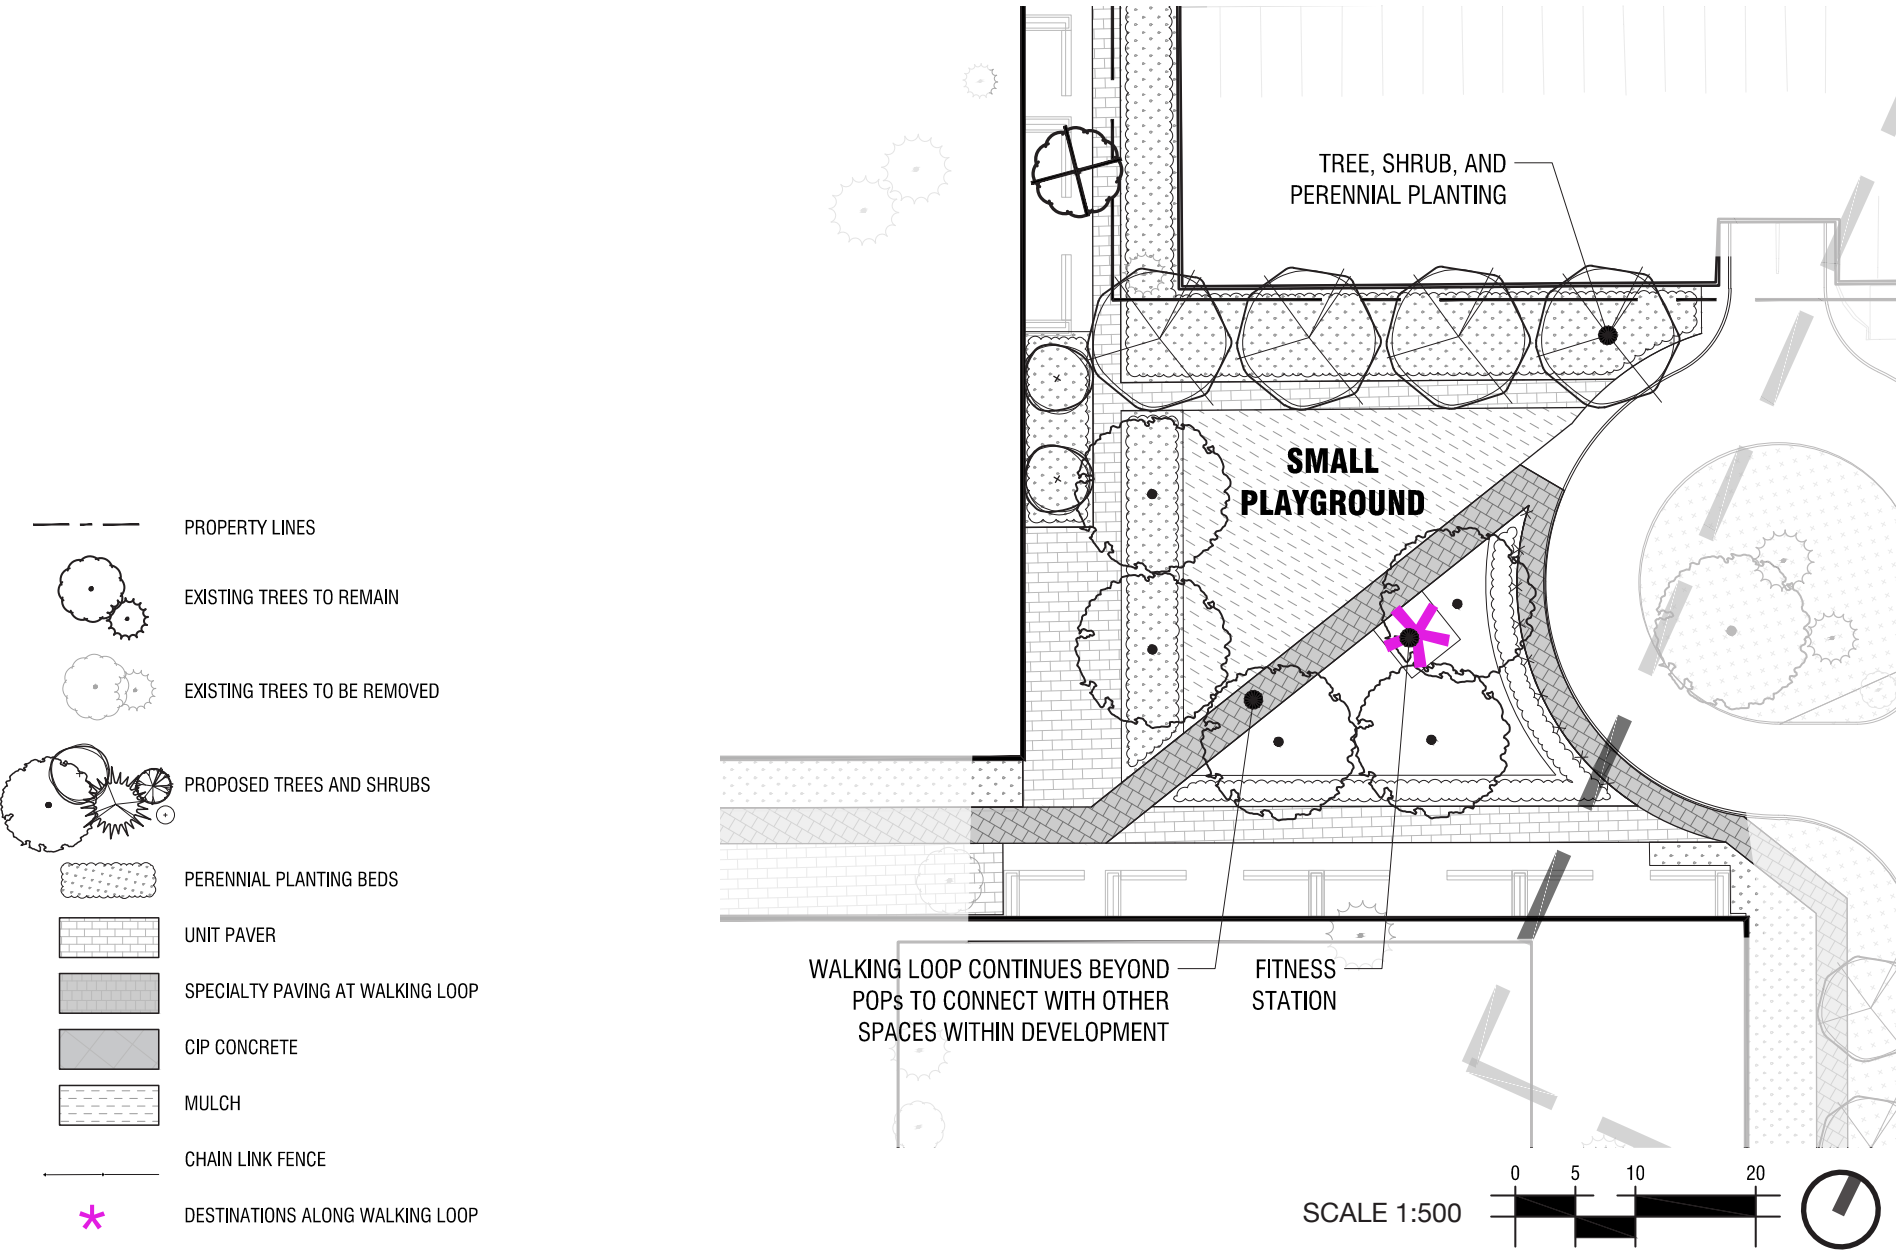 TREE, SHRUB, AND
PERENNIAL PLANTING
SMALL
PLAYGROUND
PROPERTY LINES
EXISTING TREES TO REMAIN
EXISTING TREES TO BE REMOVED
PROPOSED TREES AND SHRUBS
PERENNIAL PLANTING BEDS
UNIT PAVER
SPECIALTY PAVING AT WALKING LOOP
CIP CONCRETE
MULCH
CHAIN LINK FENCE
DESTINATIONS ALONG WALKING LOOP
WALKING LOOP CONTINUES BEYOND
POPs TO CONNECT WITH OTHER
SPACES WITHIN DEVELOPMENT
FITNESS
STATION
SCALE 1:500
0 5 10 20